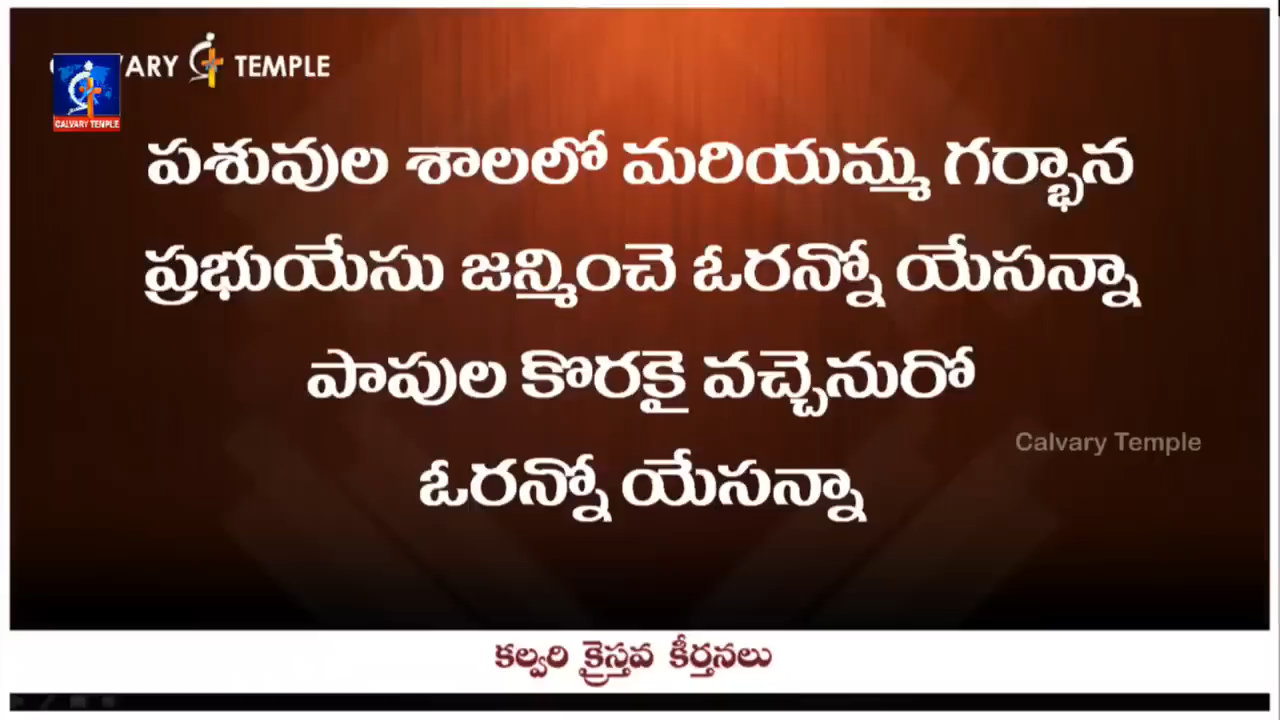 VARY TEMPLE
CALVARY TEMPLE
పశువుల శాలలో మరియమ్మ గర్భాన
ప్రభుయేసు జన్మించె ఓరన్నో యేసన్నా
పాపుల కొరకై వచ్చెనురో
Calvary Temple
ఓరన్నో యేసన్నా
కల్వరి క్రైస్తవ కీర్తనలు